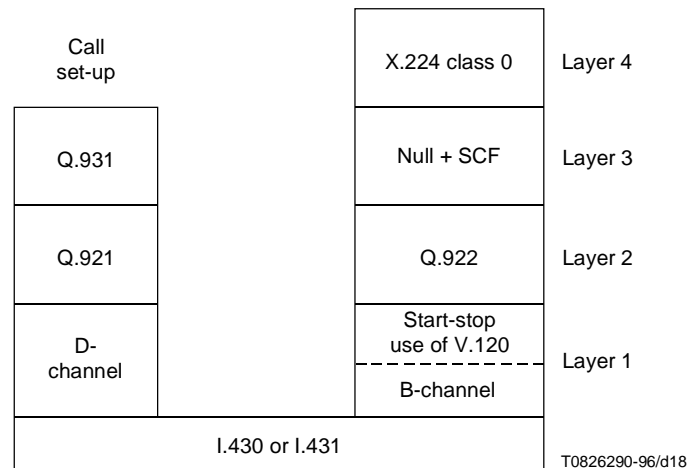 Call
set-up
X.224 class 0
Layer 4
Q.931
Null + SCF
Layer 3
Q.921
Q.922
Layer 2
D-
channel
Start-stop
use of V.120
B-channel
Layer 1
I.430 or I.431
T0826290-96/d18